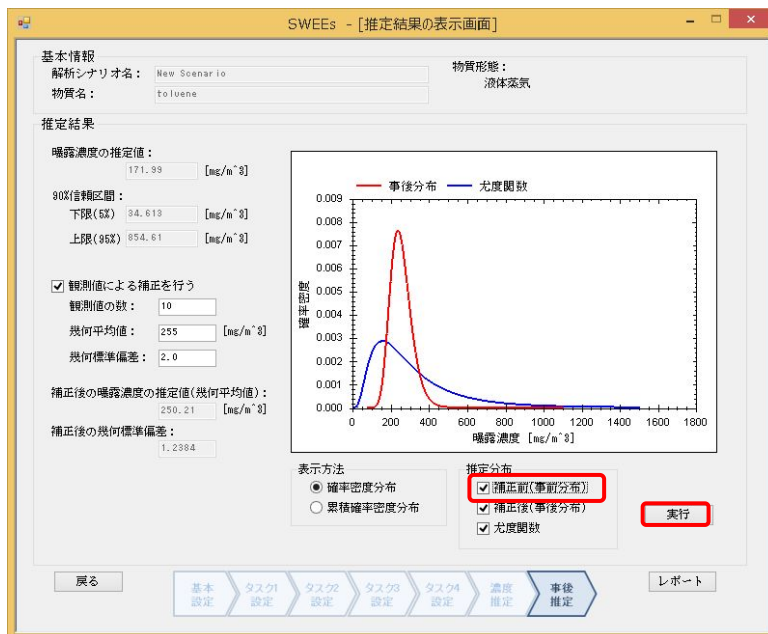 SWEEs - [推定結果の表示画面]
基本情報
解析シナリオ名： New Scenario
物質名： toluene
物質形態：
液体蒸気
推定結果
曝露濃度の推定値：
171.99 [mg/m^3]
90%信頼区間：
下限(5%) 34.613 [mg/m^3]
上限(95%) 854.61 [mg/m^3]
観測値による補正を行う
観測値の数： 10
幾何平均値： 255 [mg/m^3]
幾何標準偏差： 2.0
補正後の曝露濃度の推定値(幾何平均値)：
250.21 [mg/m^3]
補正後の幾何標準偏差：
1.2384
事後分布 尤度関数
確率密度
0.009
0.008
0.007
0.006
0.005
0.004
0.003
0.002
0.001
0.000
0 200 400 600 800 1000 1200 1400 1600 1800
曝露濃度 [mg/m^3]
表示方法
確率密度分布
累積確率密度分布
推定分布
補正前(事前分布)
補正後(事後分布)
尤度関数
実行
戻る
基本設定
タスク1設定
タスク2設定
タスク3設定
タスク4設定
濃度推定
事後推定
レポート